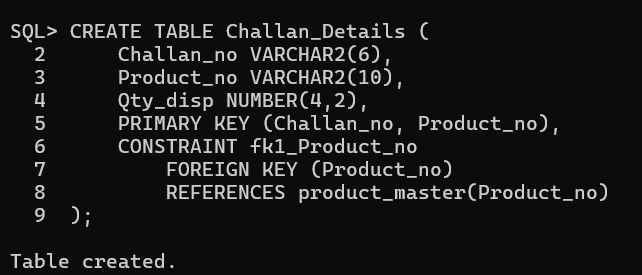 SQL> CREATE TABLE Challan_Details (
  2      Challan_no VARCHAR2(6),
  3      Product_no VARCHAR2(10),
  4      Qty_disp NUMBER(4,2),
  5      PRIMARY KEY (Challan_no, Product_no),
  6      CONSTRAINT fk1_Product_no
  7          FOREIGN KEY (Product_no)
  8          REFERENCES product_master(Product_no)
  9  );

Table created.